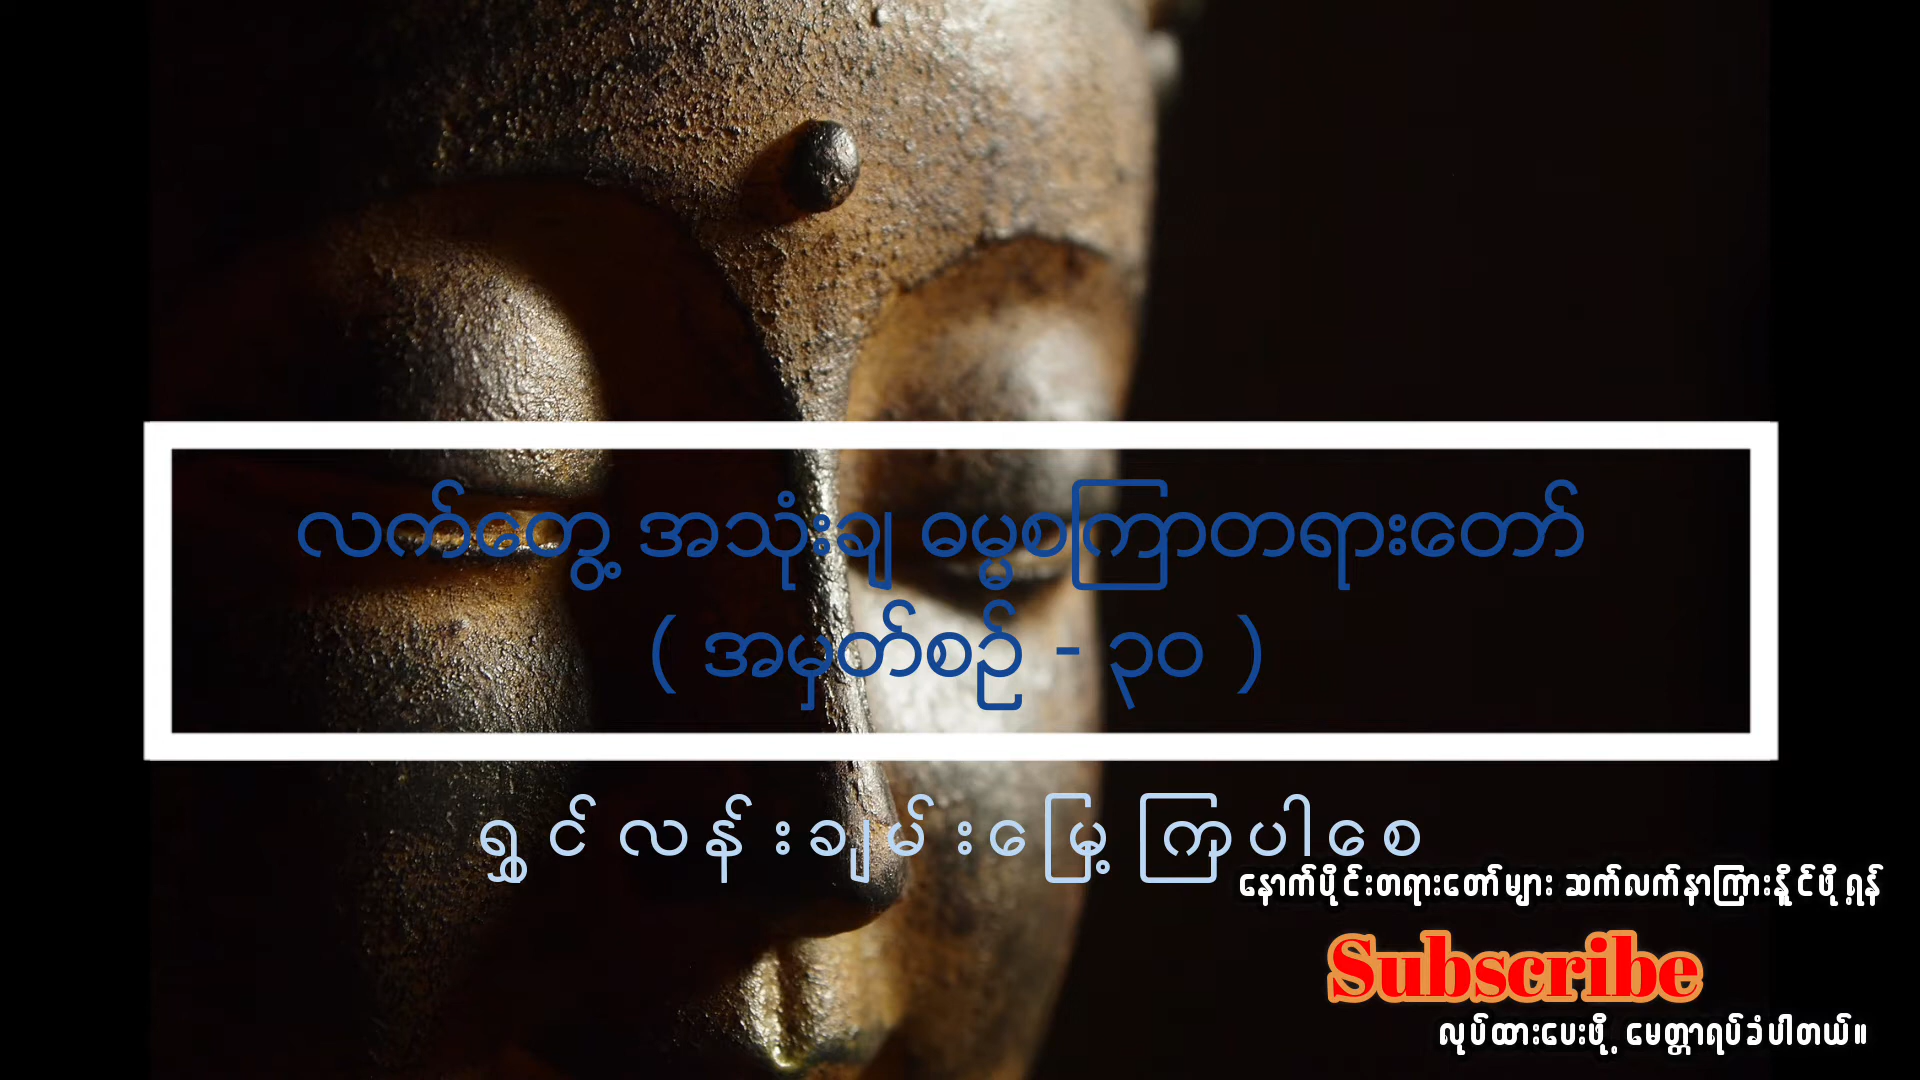 လက်တွေ့ အသုံးချ ဓမ္မစကြာတရားတော်
( အမှတ်စဉ် - ၃၀ )
ရွှင်လန်းချမ်းမြေ့ကြပါစေ
နောက်ပိုင်းတရားတော်များ ဆက်လက်နာကြားနိူင်ဖို့ရန်
Subscribe
လုပ်ထားပေးဖို့ မေတ္တာရပ်ခံပါတယ်။